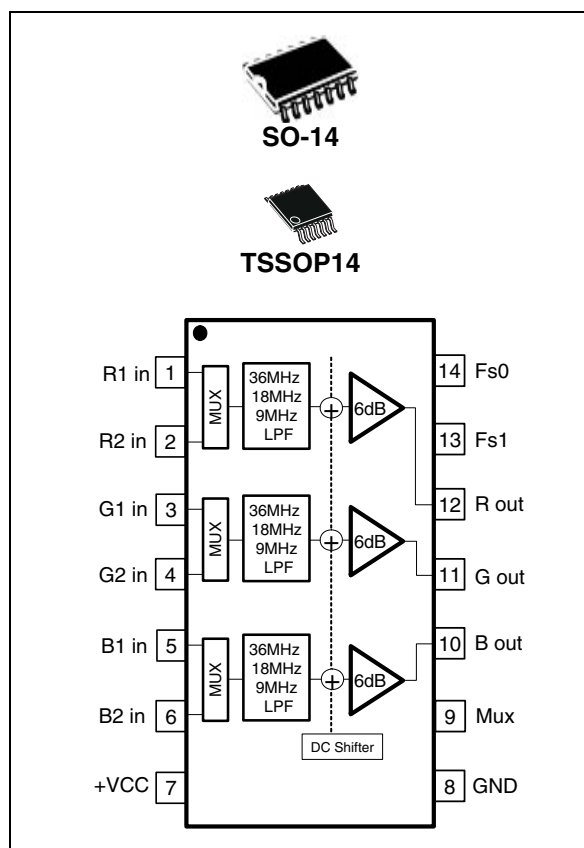 SO-14
TSSOP14
R1 in 1
R2 in 2
G1 in 3
G2 in 4
B1 in 5
B2 in 6
+VCC 7
MUX
36MHz
18MHz
9MHz
LPF
+
6dB
MUX
36MHz
18MHz
9MHz
LPF
+
6dB
MUX
36MHz
18MHz
9MHz
LPF
+
6dB
DC Shifter
14 Fs0
13 Fs1
12 R out
11 G out
10 B out
9 Mux
8 GND